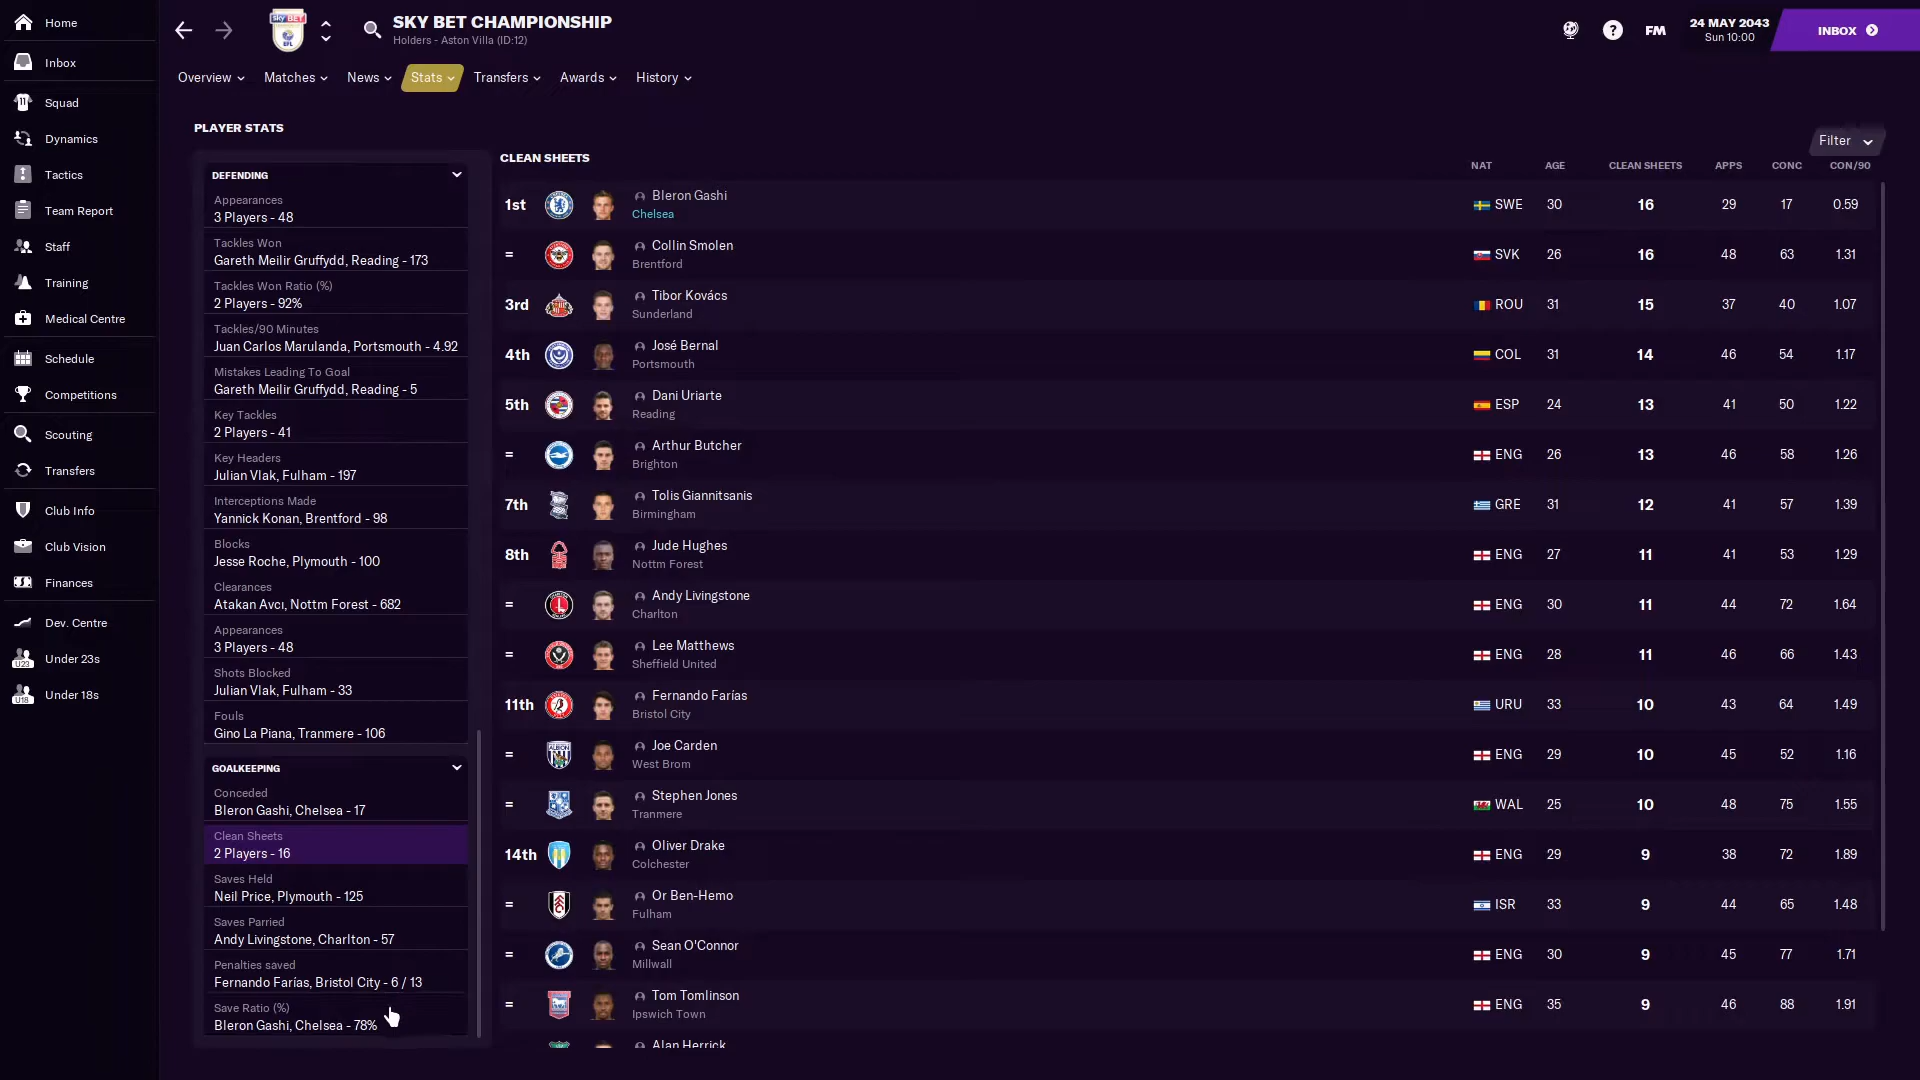 Home
Inbox
Squad
Dynamics
Tactics
Team Report
Staff
Training
Medical Centre
Schedule
Competitions
Scouting
Transfers
Club Info
Club Vision
Finances
Dev. Centre
Under 23s
Under 18s
SKY BET CHAMPIONSHIP
Holders - Aston Villa (ID:12)
FM
24 MAY 2043
Sun 10:00
INBOX
Overview Matches News Stats Transfers Awards History
PLAYER STATS
Filter
DEFENDING
Appearances
3 Players - 48
Tackles Won
Gareth Meilir Gruffydd, Reading - 173
Tackles Won Ratio (%)
2 Players - 92%
Tackles/90 Minutes
Juan Carlos Marulanda, Portsmouth - 4.92
Mistakes Leading To Goal
Gareth Meilir Gruffydd, Reading - 5
Key Tackles
2 Players - 41
Key Headers
Julian Vlak, Fulham - 197
Interceptions Made
Yannick Konan, Brentford - 98
Blocks
Jesse Roche, Plymouth - 100
Clearances
Atakan Avcı, Nottm Forest - 682
Appearances
3 Players - 48
Shots Blocked
Julian Vlak, Fulham - 33
Fouls
Gino La Piana, Tranmere - 106
GOALKEEPING
Conceded
Bleron Gashi, Chelsea - 17
Clean Sheets
2 Players - 16
Saves Held
Neil Price, Plymouth - 125
Saves Parried
Andy Livingstone, Charlton - 57
Penalties saved
Fernando Farías, Bristol City - 6 / 13
Save Ratio (%)
Bleron Gashi, Chelsea - 78%
CLEAN SHEETS
NAT AGE CLEAN SHEETS APPS CONC CON/90
1st Bleron Gashi SWE 30 16 29 17 0.59
Chelsea
= Collin Smolen SVK 26 16 48 63 1.31
Brentford
3rd Tibor Kovács ROU 31 15 37 40 1.07
Sunderland
4th José Bernal COL 31 14 46 54 1.17
Portsmouth
5th Dani Uriarte ESP 24 13 41 50 1.22
Reading
= Arthur Butcher ENG 26 13 46 58 1.26
Brighton
7th Tolis Giannitsanis GRE 31 12 41 57 1.39
Birmingham
8th Jude Hughes ENG 27 11 41 53 1.29
Nottm Forest
= Andy Livingstone ENG 30 11 44 72 1.64
Charlton
= Lee Matthews ENG 28 11 46 66 1.43
Sheffield United
11th Fernando Farías URU 33 10 43 64 1.49
Bristol City
= Joe Carden ENG 29 10 45 52 1.16
West Brom
= Stephen Jones WAL 25 10 48 75 1.55
Tranmere
14th Oliver Drake ENG 29 9 38 72 1.89
Colchester
= Or Ben-Hemo ISR 33 9 44 65 1.48
Fulham
= Sean O'Connor ENG 30 9 45 77 1.71
Millwall
= Tom Tomlinson ENG 35 9 46 88 1.91
Ipswich Town
Alan Herrick